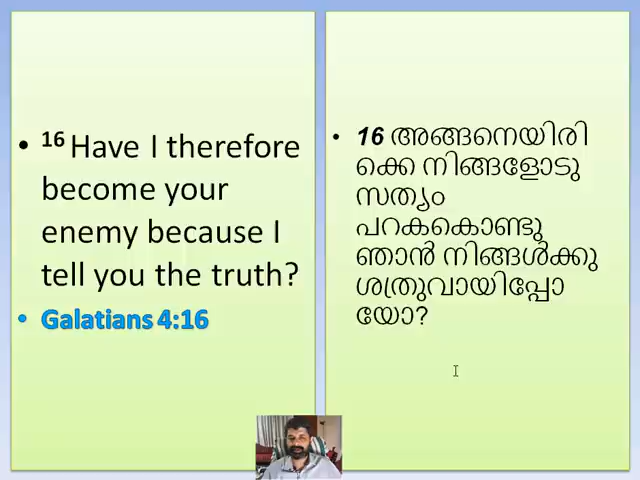 • 16 Have I therefore
become your
enemy because I
tell you the truth?
• Galatians 4:16
• 16 അങ്ങനെയിരി
ക്കെ നിങ്ങളോടു
സത്യം
പറകകൊണ്ടു
ഞാൻ നിങ്ങൾക്കു
ശത്രുവായിപ്പോ
യോ?